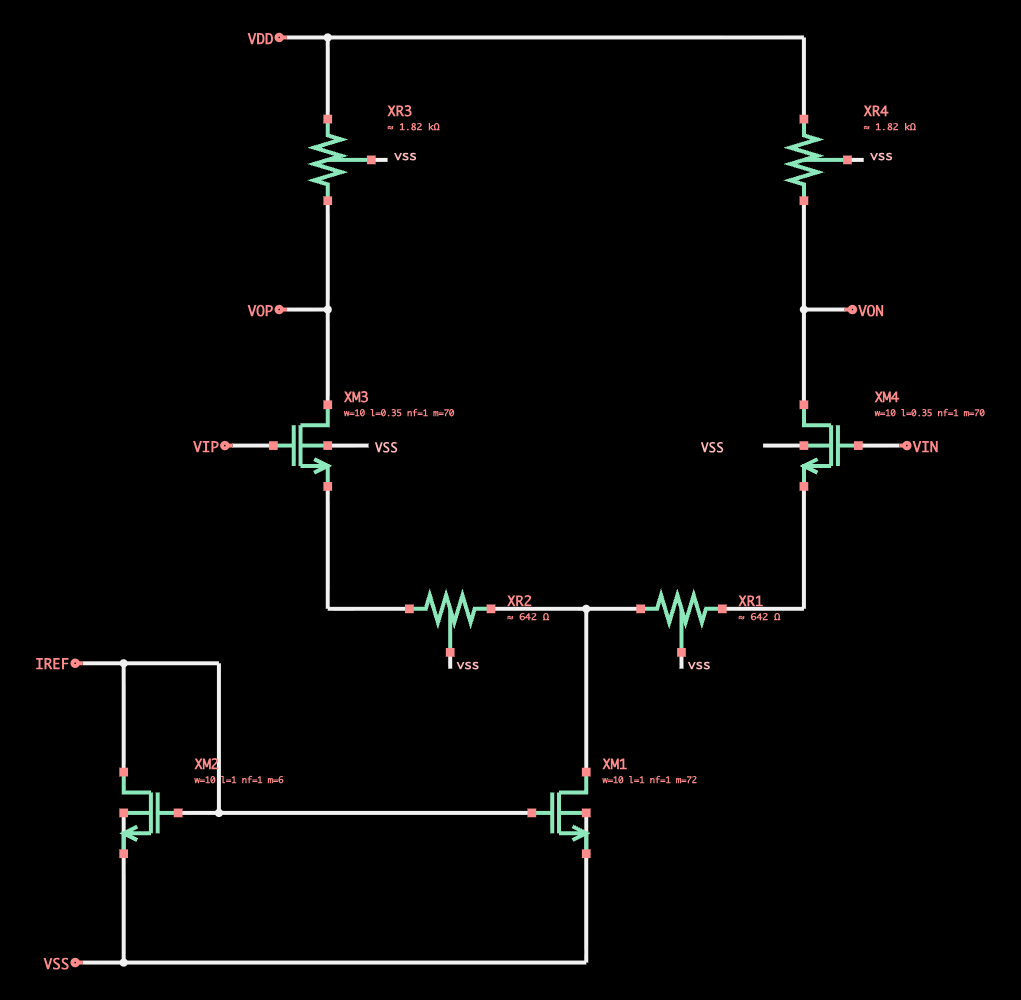 VDD
XR3
≈ 1.82 kΩ
VSS
XR4
≈ 1.82 kΩ
VSS
VOP
VON
XM3
w=10 l=0.35 nf=1 m=70
XM4
w=10 l=0.35 nf=1 m=70
VIP
VSS
VSS
VIN
XR2
≈ 642 Ω
XR1
≈ 642 Ω
VSS
VSS
IREF
XM2
w=10 l=1 nf=1 m=6
XM1
w=10 l=1 nf=1 m=72
VSS